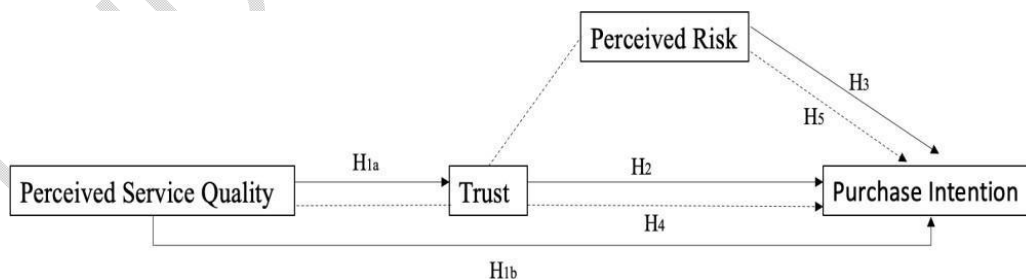 Perceived Risk
H3
H5
H1a
H2
Perceived Service Quality
Trust
Purchase Intention
H4
H1b